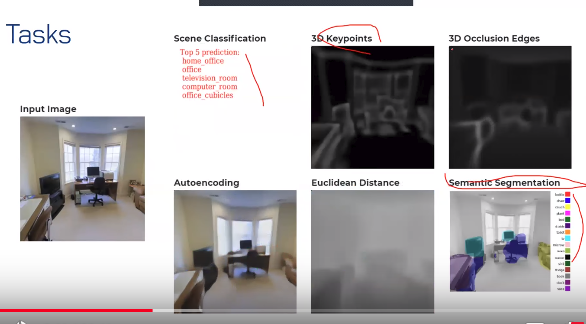 Tasks
Scene Classification
3D Keypoints
3D Occlusion Edges
Top 5 prediction:
home_office
office
television_room
computer_room
office_cubicles
Input Image
Autoencoding
Euclidean Distance
Semantic Segmentation